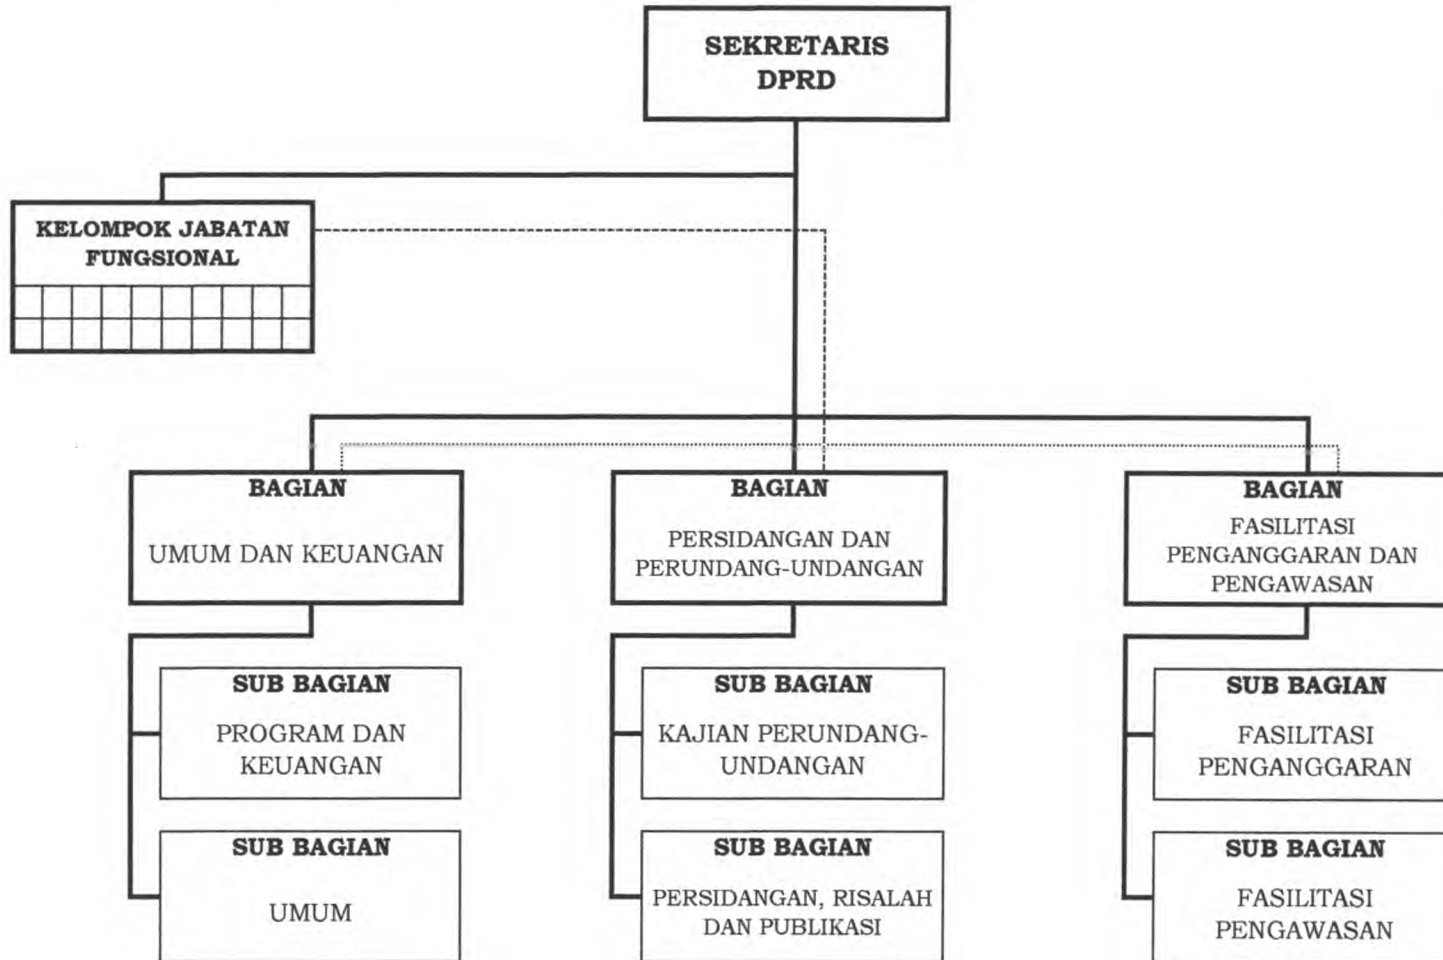 SEKRETARIS
DPRD
KELOMPOK JABATAN
FUNGSIONAL
BAGIAN
UMUM DAN KEUANGAN
BAGIAN
PERSIDANGAN DAN
PERUNDANG-UNDANGAN
BAGIAN
FASILITASI
PENGANGGARAN DAN
PENGAWASAN
SUB BAGIAN
PROGRAM DAN
KEUANGAN
SUB BAGIAN
KAJIAN PERUNDANG-
UNDANGAN
SUB BAGIAN
FASILITASI
PENGANGGARAN
SUB BAGIAN
UMUM
SUB BAGIAN
PERSIDANGAN, RISALAH
DAN PUBLIKASI
SUB BAGIAN
FASILITASI
PENGAWASAN